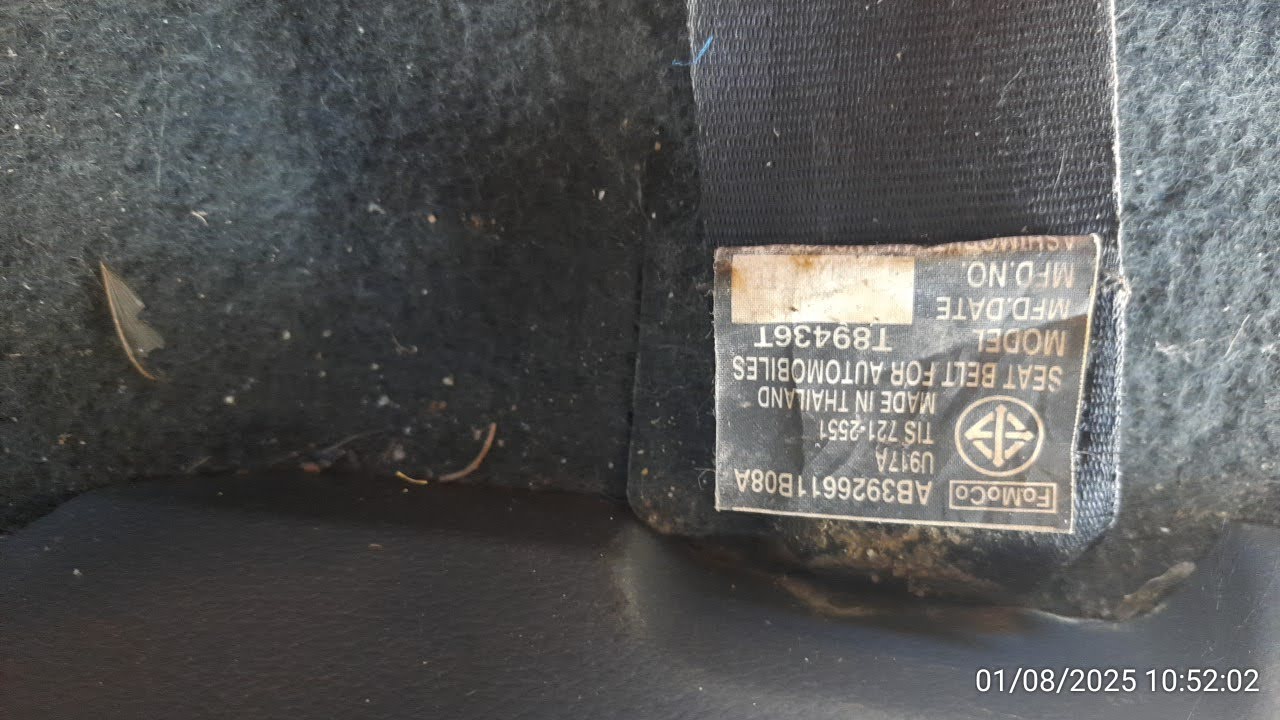 FoMoCo AB3926611B08A
U917A
TIS 721-2551
MADE IN THAILAND
SEAT BELT FOR AUTOMOBILES
MODEL T89436T
MFD.DATE
MFD.NO.
01/08/2025 10:52:02